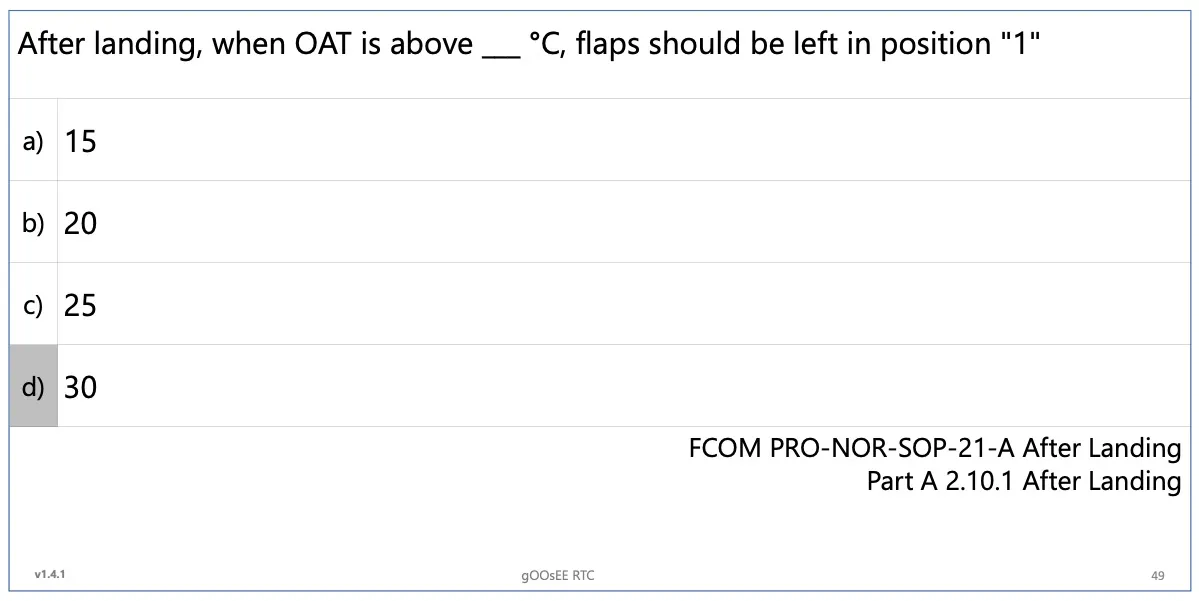 After landing, when OAT is above ___ °C, flaps should be left in position "1"
a) 15
b) 20
c) 25
d) 30
FCOM PRO-NOR-SOP-21-A After Landing
Part A 2.10.1 After Landing
v1.4.1 gOOsEE RTC 49